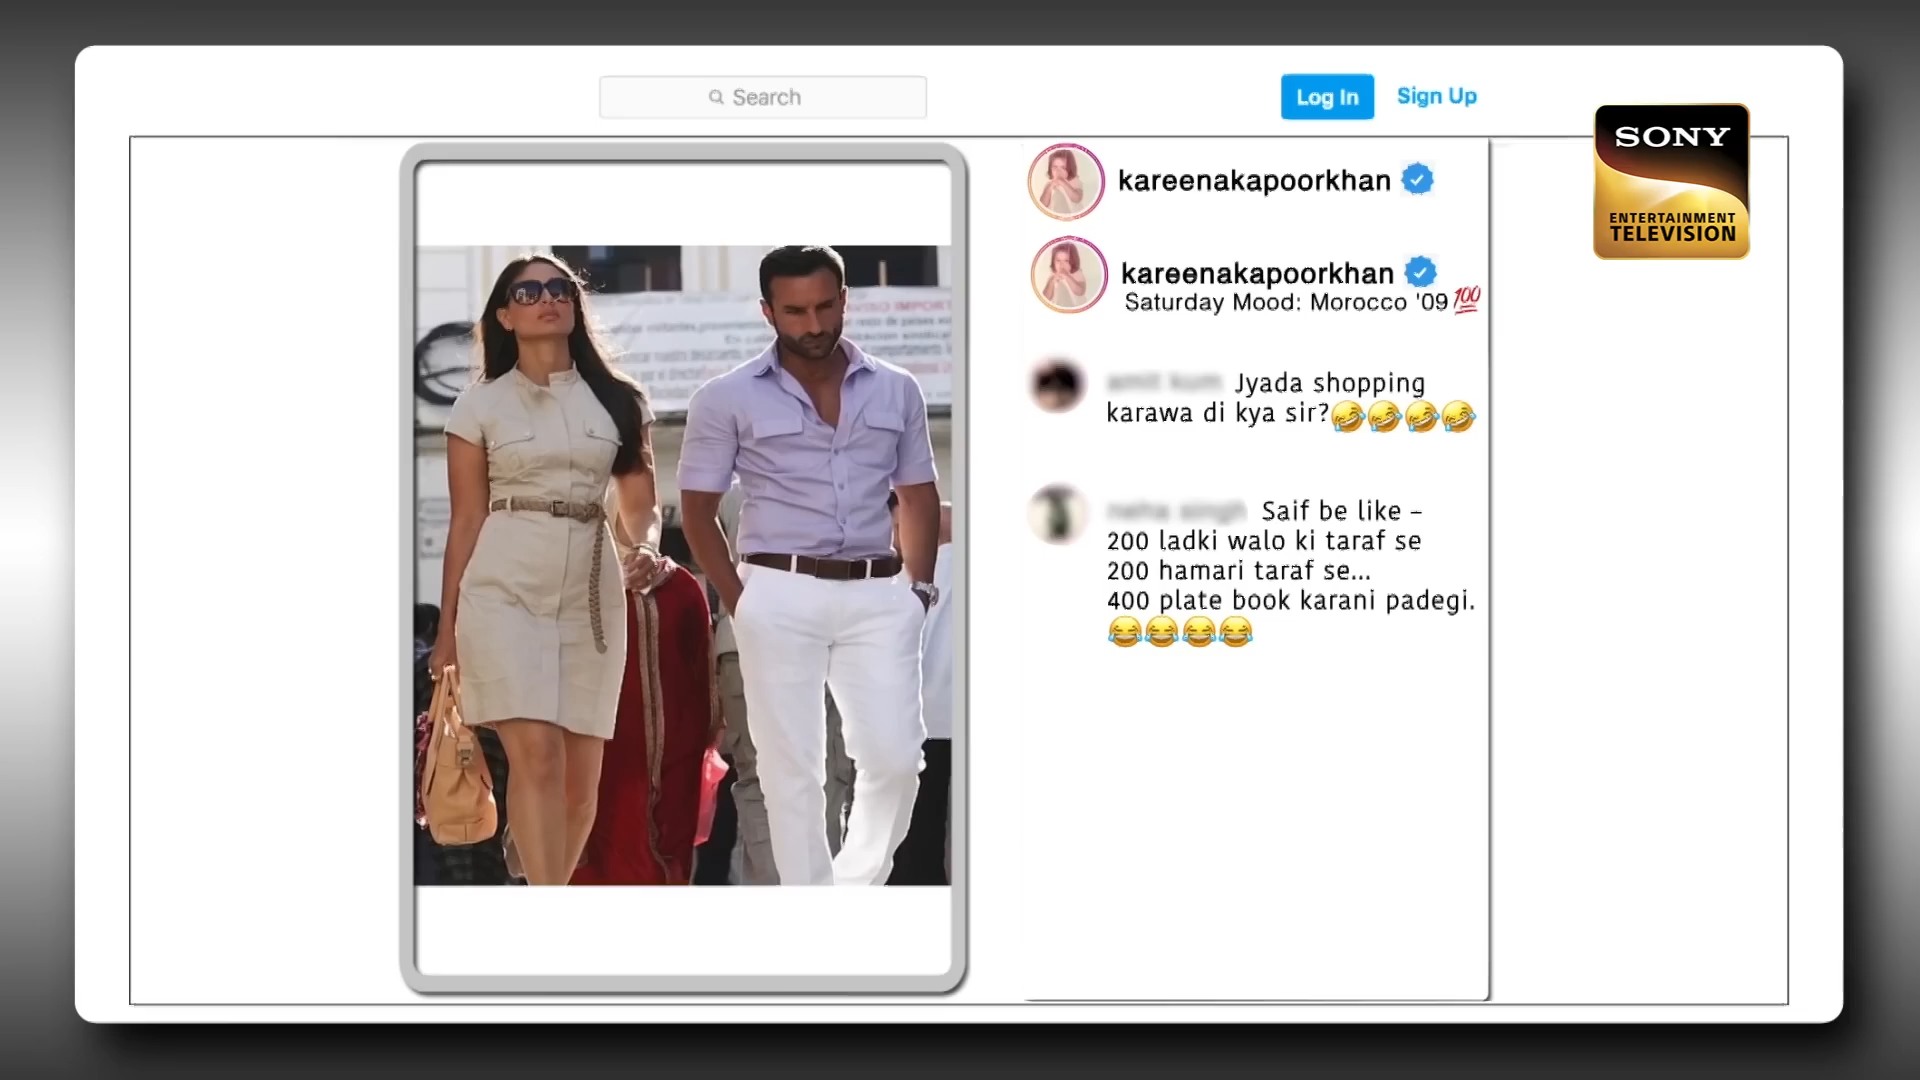 Search
Log In
Sign Up
SONY
ENTERTAINMENT
TELEVISION
kareenakapoorkhan
kareenakapoorkhan
Saturday Mood: Morocco '09💯
Jyada shopping
karawa di kya sir?🤣🤣🤣🤣
Saif be like –
200 ladki walo ki taraf se
200 hamari taraf se...
400 plate book karani padegi.
😂😂😂😂
AVISO IMPORT